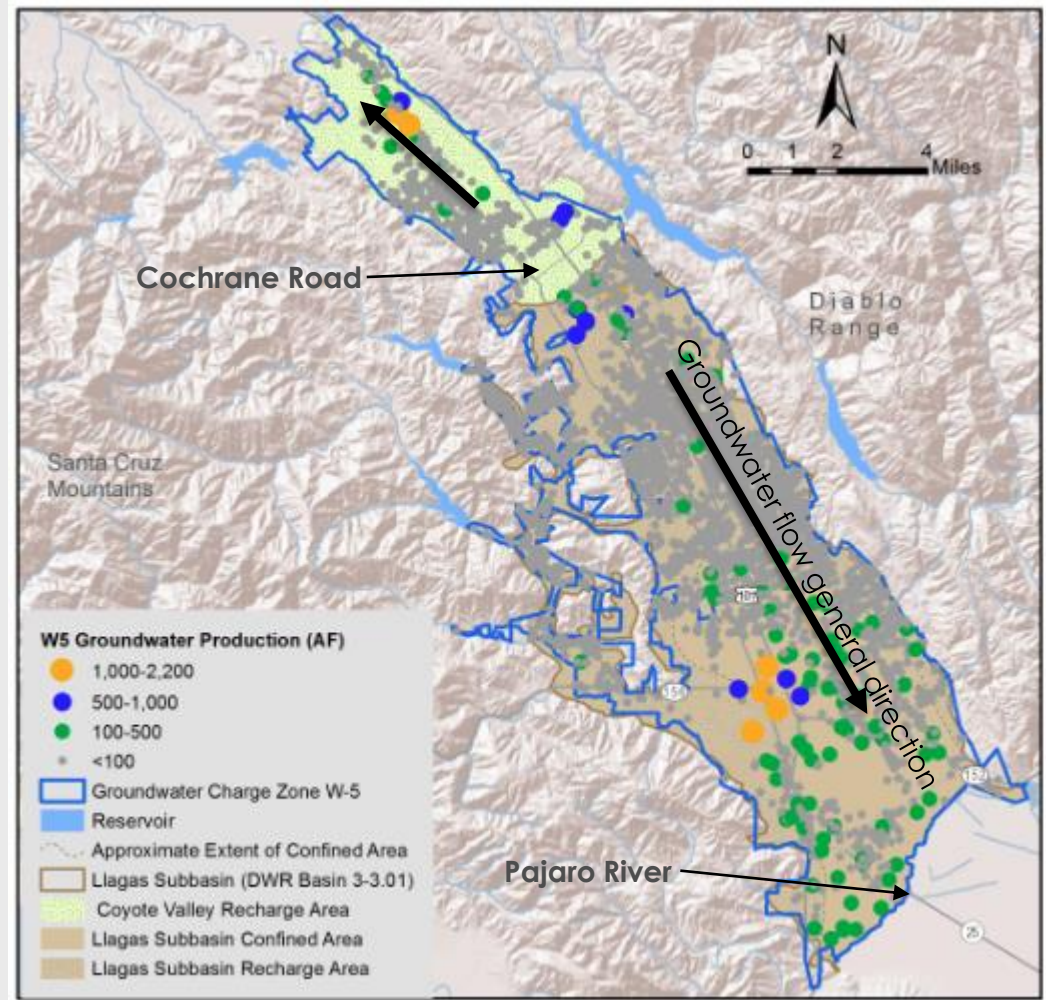 N
0 1 2 4 Miles
Cochrane Road
Diablo
Range
Groundwater flow general direction
Santa Cruz
Mountains
101
W5 Groundwater Production (AF)
1,000-2,200
500-1,000
100-500
<100
Groundwater Charge Zone W-5
Reservoir
Approximate Extent of Confined Area
Llagas Subbasin (DWR Basin 3-3.01)
Coyote Valley Recharge Area
Llagas Subbasin Confined Area
Llagas Subbasin Recharge Area
152
Pajaro River
25